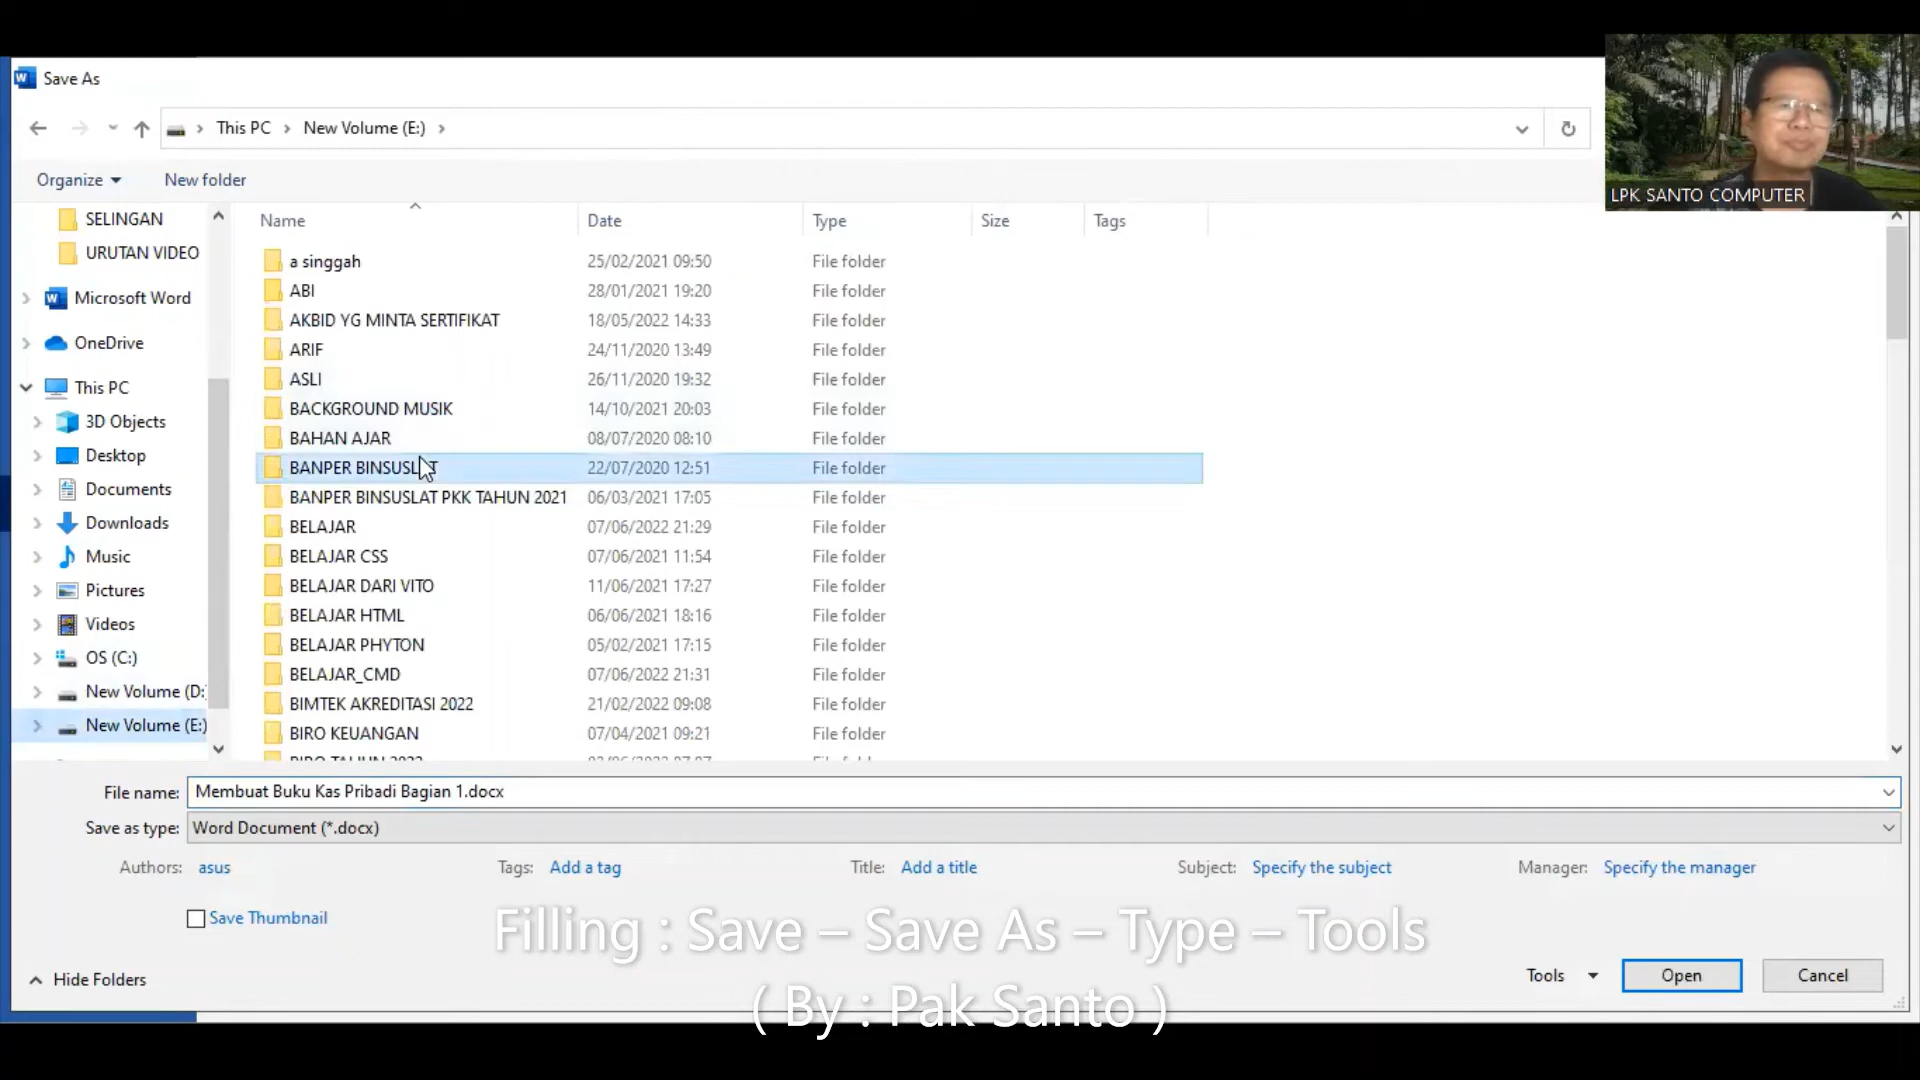 Save As
This PC > New Volume (E:) >
Organize
New folder
LPK SANTO COMPUTER
SELINGAN
URUTAN VIDEO
Microsoft Word
OneDrive
This PC
3D Objects
Desktop
Documents
Downloads
Music
Pictures
Videos
OS (C:)
New Volume (D:
New Volume (E:)
Name Date Type Size Tags
a singgah 25/02/2021 09:50 File folder
ABI 28/01/2021 19:20 File folder
AKBID YG MINTA SERTIFIKAT 18/05/2022 14:33 File folder
ARIF 24/11/2020 13:49 File folder
ASLI 26/11/2020 19:32 File folder
BACKGROUND MUSIK 14/10/2021 20:03 File folder
BAHAN AJAR 08/07/2020 08:10 File folder
BANPER BINSUSLAT 22/07/2020 12:51 File folder
BANPER BINSUSLAT PKK TAHUN 2021 06/03/2021 17:05 File folder
BELAJAR 07/06/2022 21:29 File folder
BELAJAR CSS 07/06/2021 11:54 File folder
BELAJAR DARI VITO 11/06/2021 17:27 File folder
BELAJAR HTML 06/06/2021 18:16 File folder
BELAJAR PHYTON 05/02/2021 17:15 File folder
BELAJAR_CMD 07/06/2022 21:31 File folder
BIMTEK AKREDITASI 2022 21/02/2022 09:08 File folder
BIRO KEUANGAN 07/04/2021 09:21 File folder
File name: Membuat Buku Kas Pribadi Bagian 1.docx
Save as type: Word Document (*.docx)
Authors: asus Tags: Add a tag Title: Add a title Subject: Specify the subject Manager: Specify the manager
Save Thumbnail
Filling : Save – Save As – Type – Tools
Hide Folders
Tools Open Cancel
( By : Pak Santo )